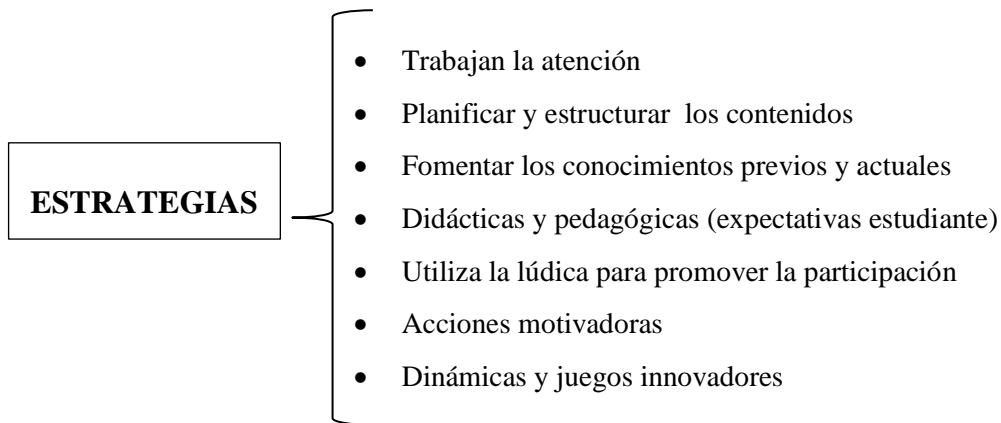 ESTRATEGIAS
• Trabajan la atención
• Planificar y estructurar los contenidos
• Fomentar los conocimientos previos y actuales
• Didácticas y pedagógicas (expectativas estudiante)
• Utiliza la lúdica para promover la participación
• Acciones motivadoras
• Dinámicas y juegos innovadores